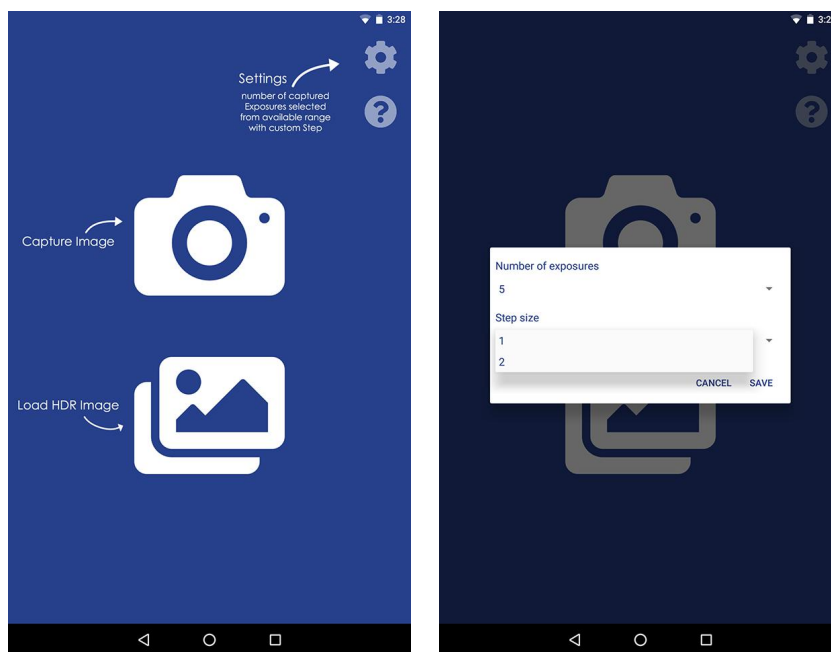 3:28
Settings
number of captured
Exposures selected
from available range
with custom Step
?
Capture Image
Load HDR Image
3:2
?
Number of exposures
5
Step size
1
2
CANCEL SAVE